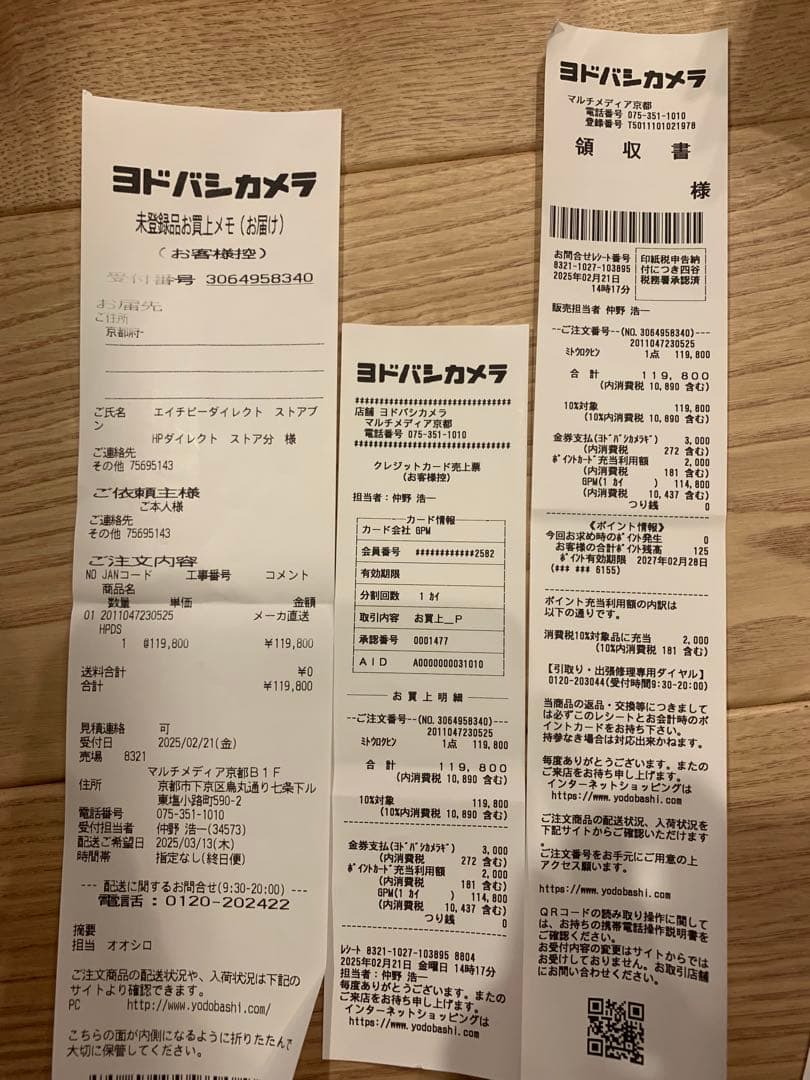 ヨドバシカメラ
未登録品お買上メモ(お届け)
(お客様控)
受付番号 3064958340
お届先
ご住所
京都府-
ご氏名 エイチピーダイレクト ストアブ
ン
HPダイレクト ストア分 様
ご連絡先
その他 75695143
ご依頼主様
ご本人様
ご連絡先
その他 75695143
ご注文内容
NO JANコード 工事番号 コメント
商品名
数量 単価 金額
01 2011047230525 メーカ直送
HPDS
1 @119,800 ¥119,800
送料合計 ¥0
合計 ¥119,800
見積連絡 可
受付日 2025/02/21(金)
売場 8321
マルチメディア京都B1F
住所 京都市下京区烏丸通り七条下ル
東塩小路町590-2
電話番号 075-351-1010
受付担当者 仲野 浩一(34573)
配送ご希望日 2025/03/13(木)
時間帯 指定なし(終日便)
--- 配送に関するお問合せ(9:30-20:00) ---
電話 : 0120-202422
摘要
担当 オオシロ
ご注文商品の配送状況や、入荷状況は下記の
サイトより確認できます。
PC http://www.yodobashi.com/
こちらの面が内側になるように折りたたんで
大切に保管してください。
ヨドバシカメラ
################################
店舗 ヨドバシカメラ
マルチメディア京都
電話番号 075-351-1010
################################
クレジットカード売上票
(お客様控)
担当者:仲野 浩一
カード情報
カード会社 GPM
会員番号 ############2582
有効期限
分割回数 1 カイ
取引内容 お買上__P
承認番号 0001477
AID A0000000031010
お買上明細
--ご注文番号--(NO. 3064958340)---
2011047230525
ミトウロクヒン 1点 119,800
合 計 119,800
(内消費税 10,890 含む)
10%対象 119,800
(10%内消費税 10,890 含む)
金券支払(ヨドバシカメラギ) 3,000
(内消費税 272 含む)
ポイントカード充当利用額 2,000
(内消費税 181 含む)
GPM(1 カイ ) 114,800
(内消費税 10,437 含む)
つり銭 0
レシート 8321-1027-103895 8804
2025年02月21日 金曜日 14時17分
担当者:仲野 浩一
毎度ありがとうございます。またの
ご来店をお待ち申し上げます。
インターネットショッピングは
https://www.yodobashi.com
ヨドバシカメラ
マルチメディア京都
電話番号 075-351-1010
登録番号 T5011101021978
領 収 書
様
お問合せレシート番号
8321-1027-103895
2025年02月21日
14時17分
印紙税申告納
付につき四谷
税務署承認済
販売担当者 仲野 浩一
--ご注文番号--(NO. 3064958340)---
2011047230525
ミトウロクヒン 1点 119,800
合 計 119,800
(内消費税 10,890 含む)
10%対象 119,800
(10%内消費税 10,890 含む)
金券支払(ヨドバシカメラギ) 3,000
(内消費税 272 含む)
ポイントカード充当利用額 2,000
(内消費税 181 含む)
GPM(1 カイ ) 114,800
(内消費税 10,437 含む)
つり銭 0
《ポイント情報》
今回お求め時のポイント発生 0
お客様の合計ポイント残高 125
ポイント有効期限 2027年02月28日
(### ### 6155)
ポイント充当利用額の内訳は
以下の通りです。
消費税10%対象品に充当 2,000
(10%内消費税 181 含む)
【引取り・出張修理専用ダイヤル】
0120-203044(受付時間9:30-20:00)
当商品の返品・交換等につきまして
は必ずこのレシートとお会計時のポイ
ントカードをお持ち下さい。
持参なき場合は対応出来かねます。
毎度ありがとうございます。またの
ご来店をお待ち申し上げます。
インターネットショッピングは
https://www.yodobashi.com
ご注文商品の配送状況、入荷状況を
下記サイトからご確認いただけます
。
ご注文番号をお手元にご用意の上
アクセス願います。
https://www.yodobashi.com
QRコードの読み取り操作に関して
は、お持ちの携帯電話操作説明書を
ご確認ください。
お受付内容の変更はサイトからでは
お受けしておりません。お取引店舗
にお問い合わせください。